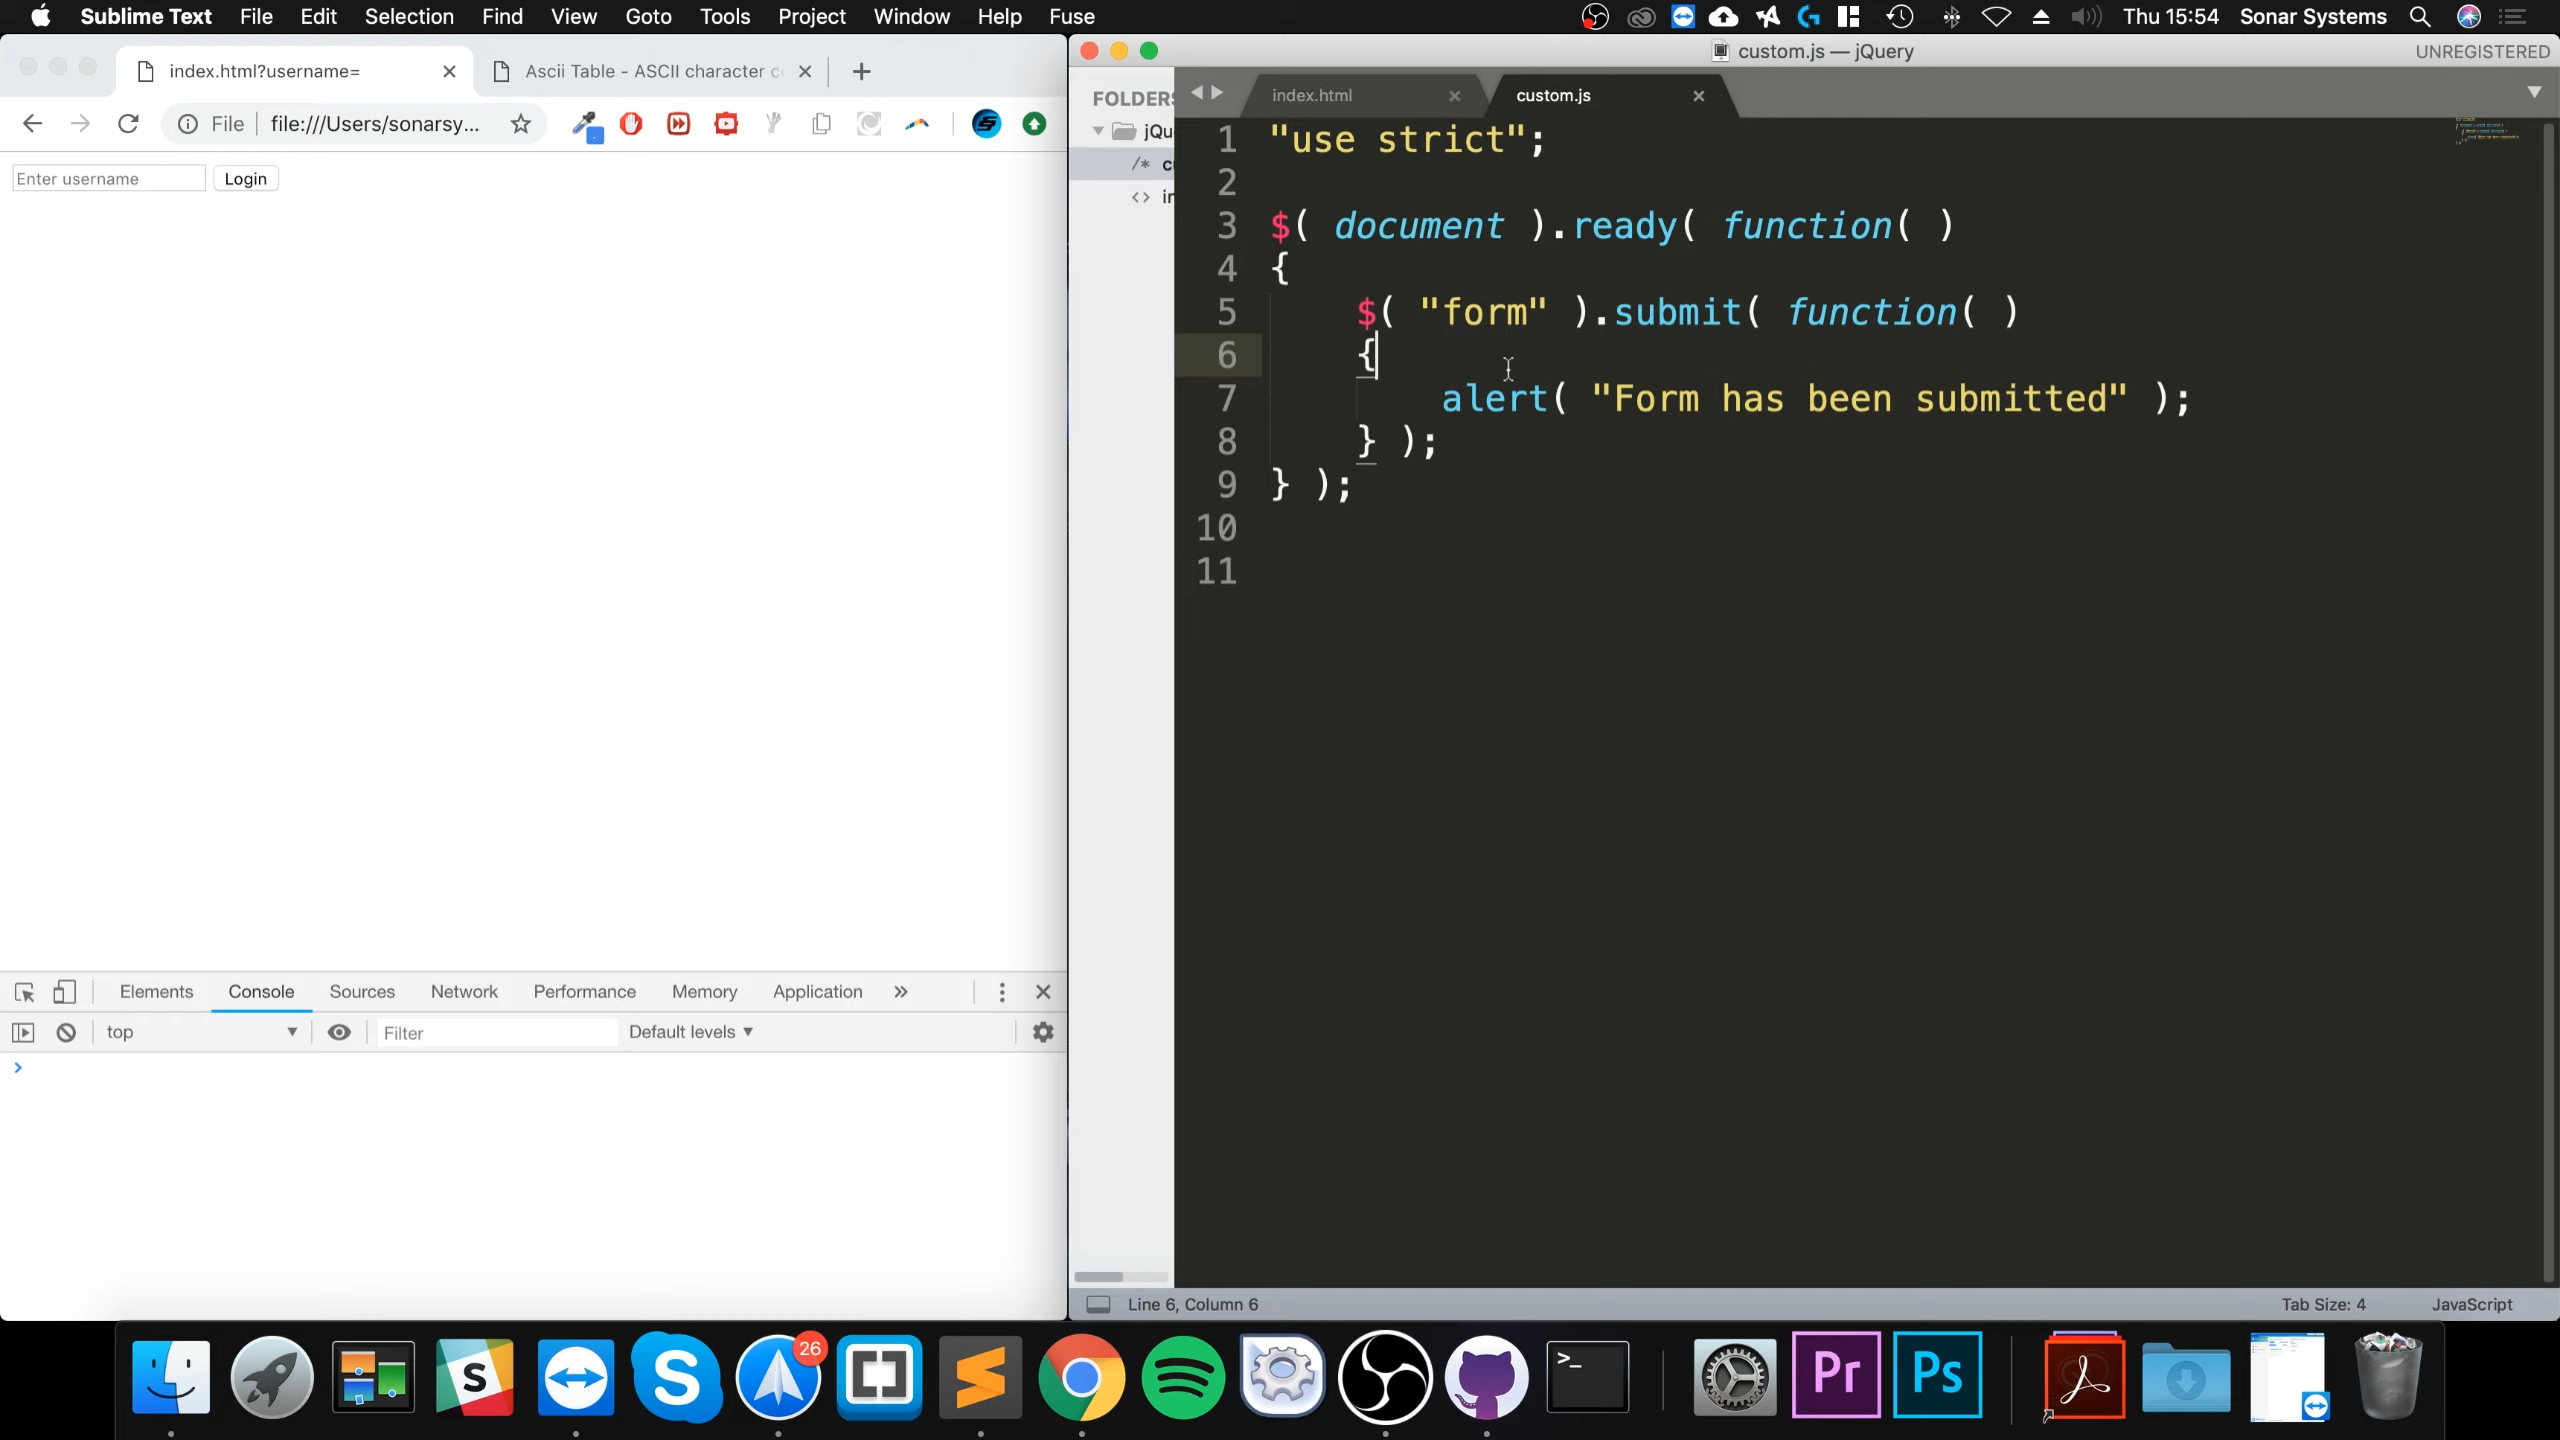 Sublime Text File Edit Selection Find View Goto Tools Project Window Help Fuse Thu 15:54 Sonar Systems
index.html?username=
Ascii Table - ASCII character c
File file:///Users/sonarsy...
Enter username Login
custom.js — jQuery UNREGISTERED
FOLDERS
index.html custom.js
jQu
/* cu
<> in
1 "use strict";
2
3 $( document ).ready( function( )
4 {
5 $( "form" ).submit( function( )
6 {
7 alert( "Form has been submitted" );
8 } );
9 } );
10
11
Elements Console Sources Network Performance Memory Application »
top Filter Default levels
>
Line 6, Column 6 Tab Size: 4 JavaScript
S
S
26
>_
Pr
Ps